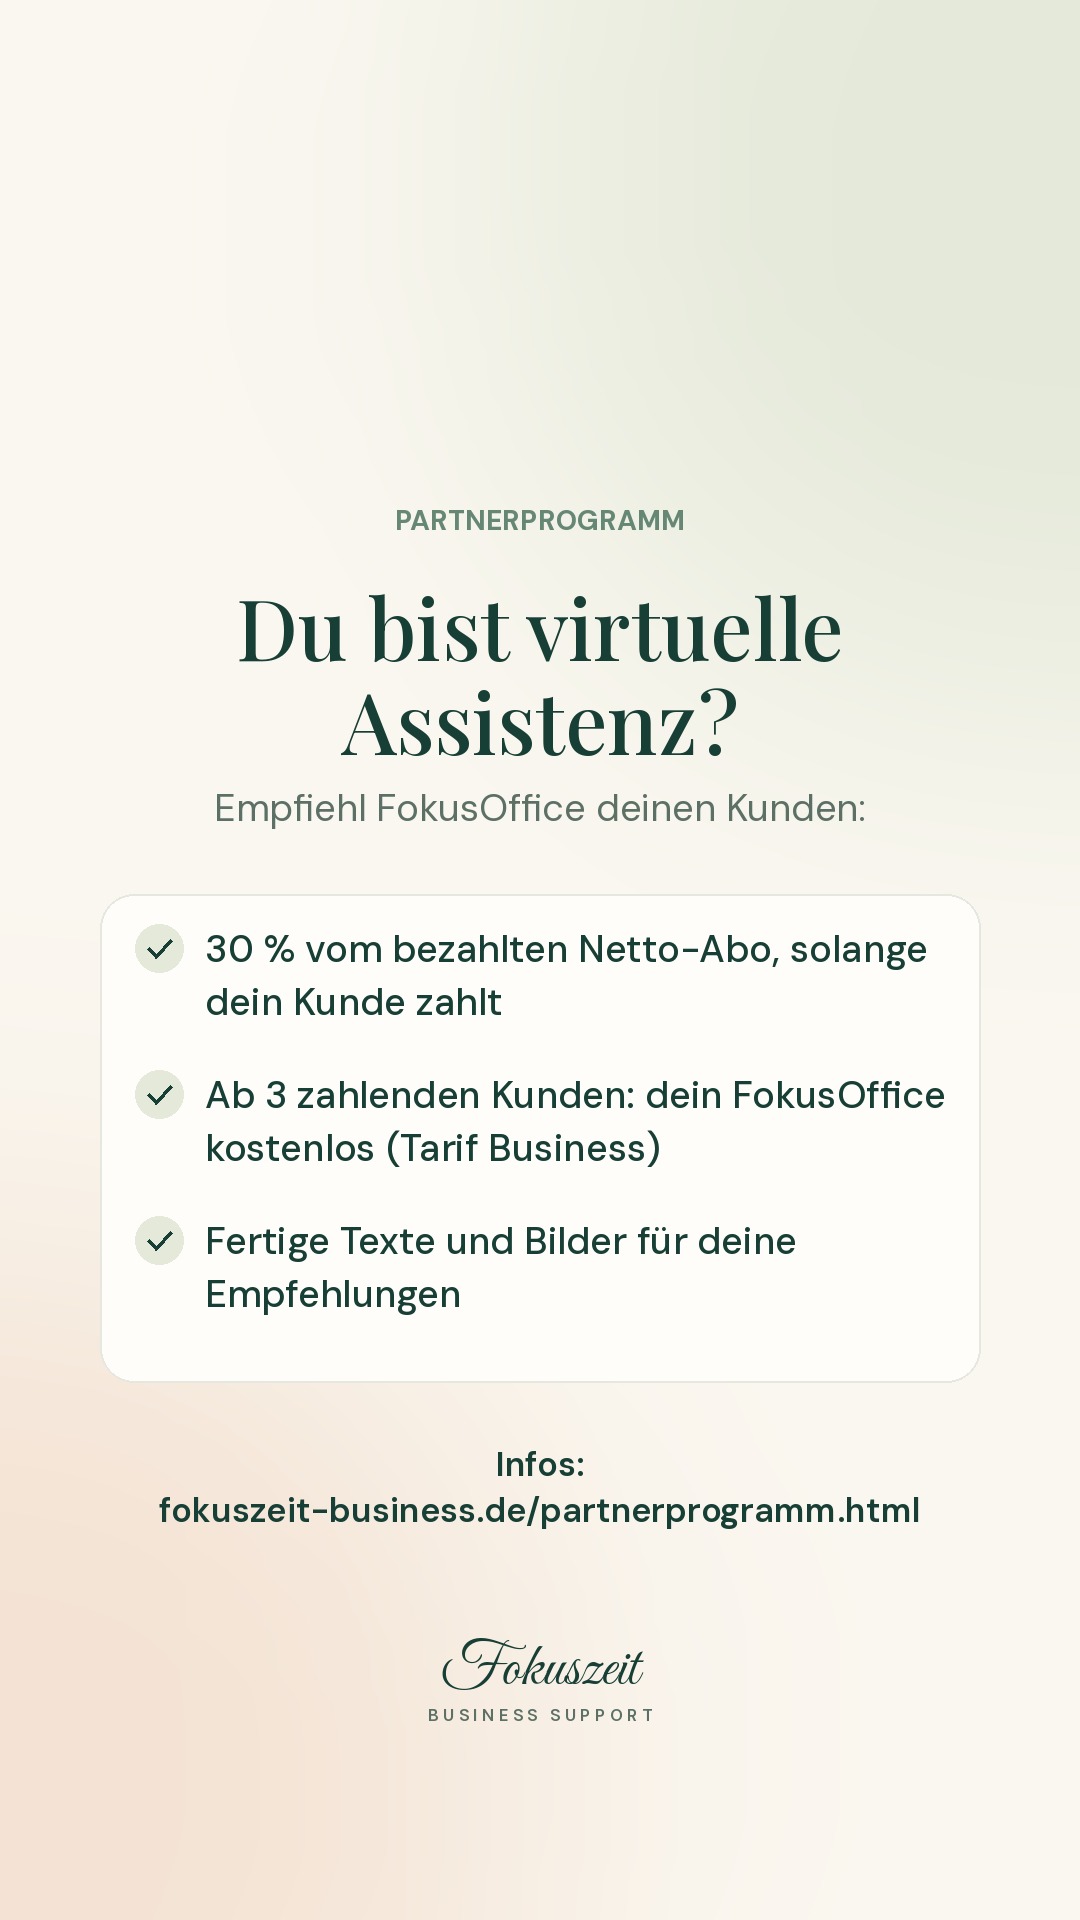 PARTNERPROGRAMM
Du bist virtuelle
Assistenz?
Empfiehl FokusOffice deinen Kunden:
30 % vom bezahlten Netto-Abo, solange
dein Kunde zahlt
Ab 3 zahlenden Kunden: dein FokusOffice
kostenlos (Tarif Business)
Fertige Texte und Bilder für deine
Empfehlungen
Infos:
fokuszeit-business.de/partnerprogramm.html
Fokuszeit
BUSINESS SUPPORT